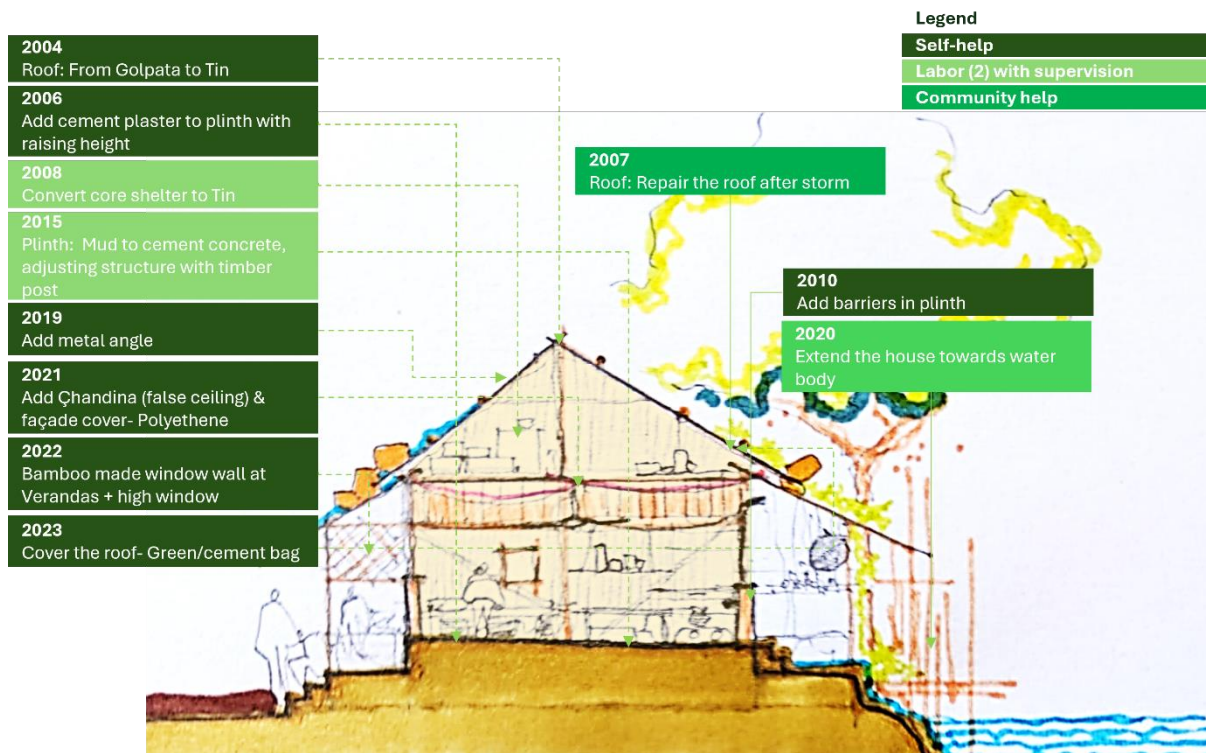 Legend
Self-help
Labor (2) with supervision
Community help
2004
Roof: From Golpata to Tin
2006
Add cement plaster to plinth with
raising height
2008
Convert core shelter to Tin
2015
Plinth:  Mud to cement concrete,
adjusting structure with timber
post
2019
Add metal angle
2021
Add Çhandina (false ceiling) &
façade cover- Polyethene
2022
Bamboo made window wall at
Verandas + high window
2023
Cover the roof- Green/cement bag
2007
Roof: Repair the roof after storm
2010
Add barriers in plinth
2020
Extend the house towards water
body